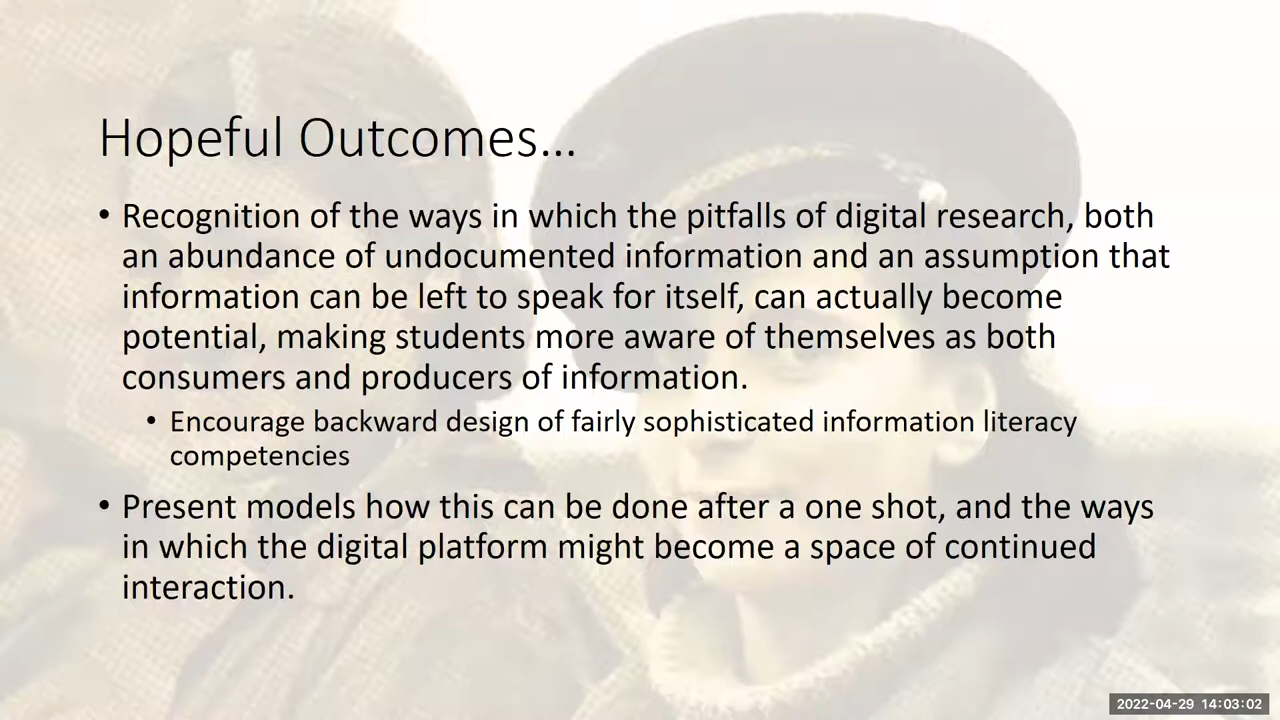 Hopeful Outcomes…
• Recognition of the ways in which the pitfalls of digital research, both
an abundance of undocumented information and an assumption that
information can be left to speak for itself, can actually become
potential, making students more aware of themselves as both
consumers and producers of information.
• Encourage backward design of fairly sophisticated information literacy
competencies
• Present models how this can be done after a one shot, and the ways
in which the digital platform might become a space of continued
interaction.
2022-04-29 14:03:02